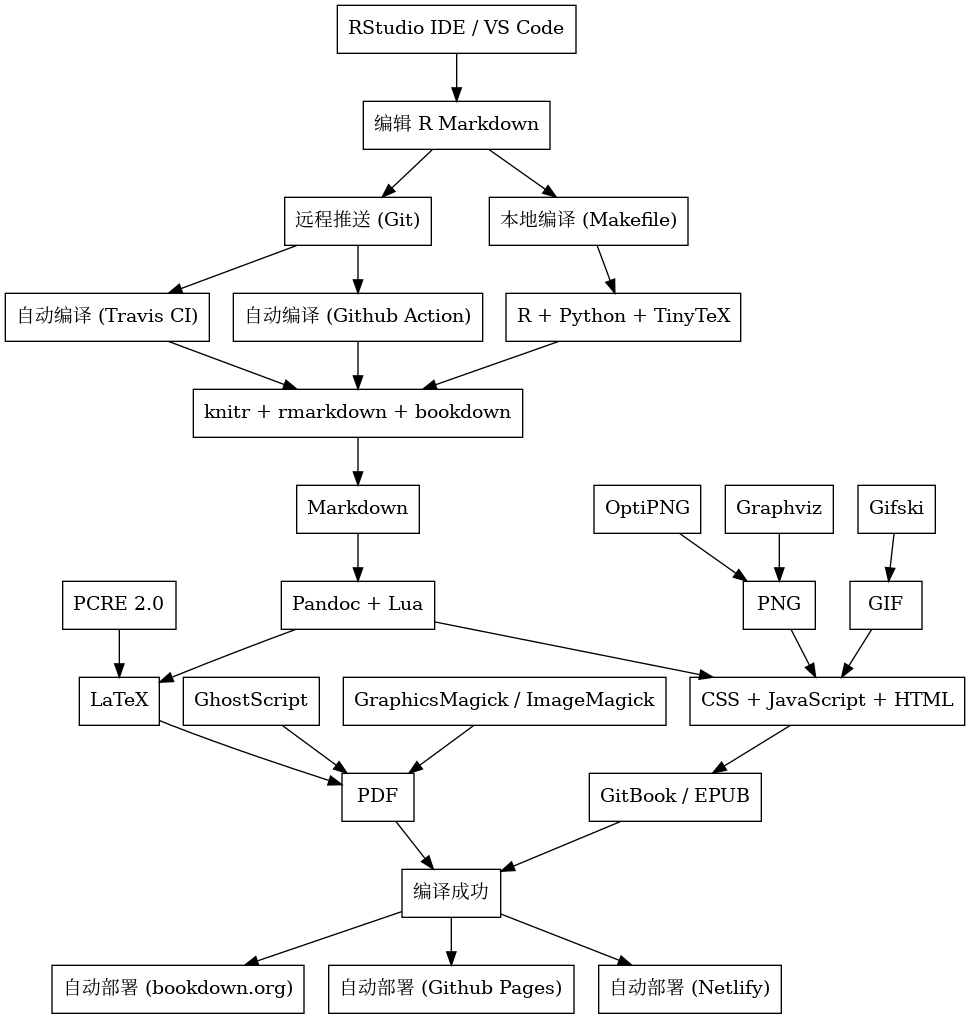 RStudio IDE / VS Code
编辑 R Markdown
远程推送 (Git)
本地编译 (Makefile)
自动编译 (Travis CI)
自动编译 (Github Action)
R + Python + TinyTeX
knitr + rmarkdown + bookdown
Markdown
OptiPNG
Graphviz
Gifski
PCRE 2.0
Pandoc + Lua
PNG
GIF
LaTeX
GhostScript
GraphicsMagick / ImageMagick
CSS + JavaScript + HTML
PDF
GitBook / EPUB
编译成功
自动部署 (bookdown.org)
自动部署 (Github Pages)
自动部署 (Netlify)